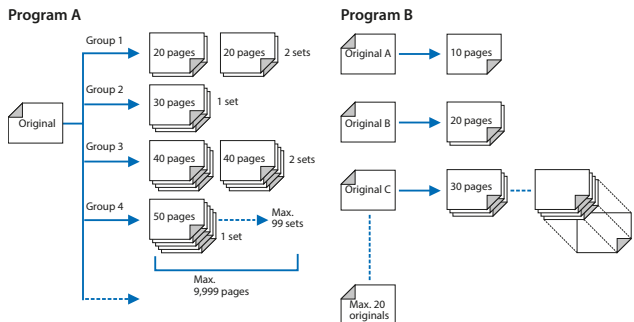 Program A
Original
Group 1
20 pages
20 pages
2 sets
Group 2
30 pages
1 set
Group 3
40 pages
40 pages
2 sets
Group 4
50 pages
1 set
Max.
99 sets
Max.
9,999 pages
Program B
Original A
10 pages
Original B
20 pages
Original C
30 pages
Max. 20
originals